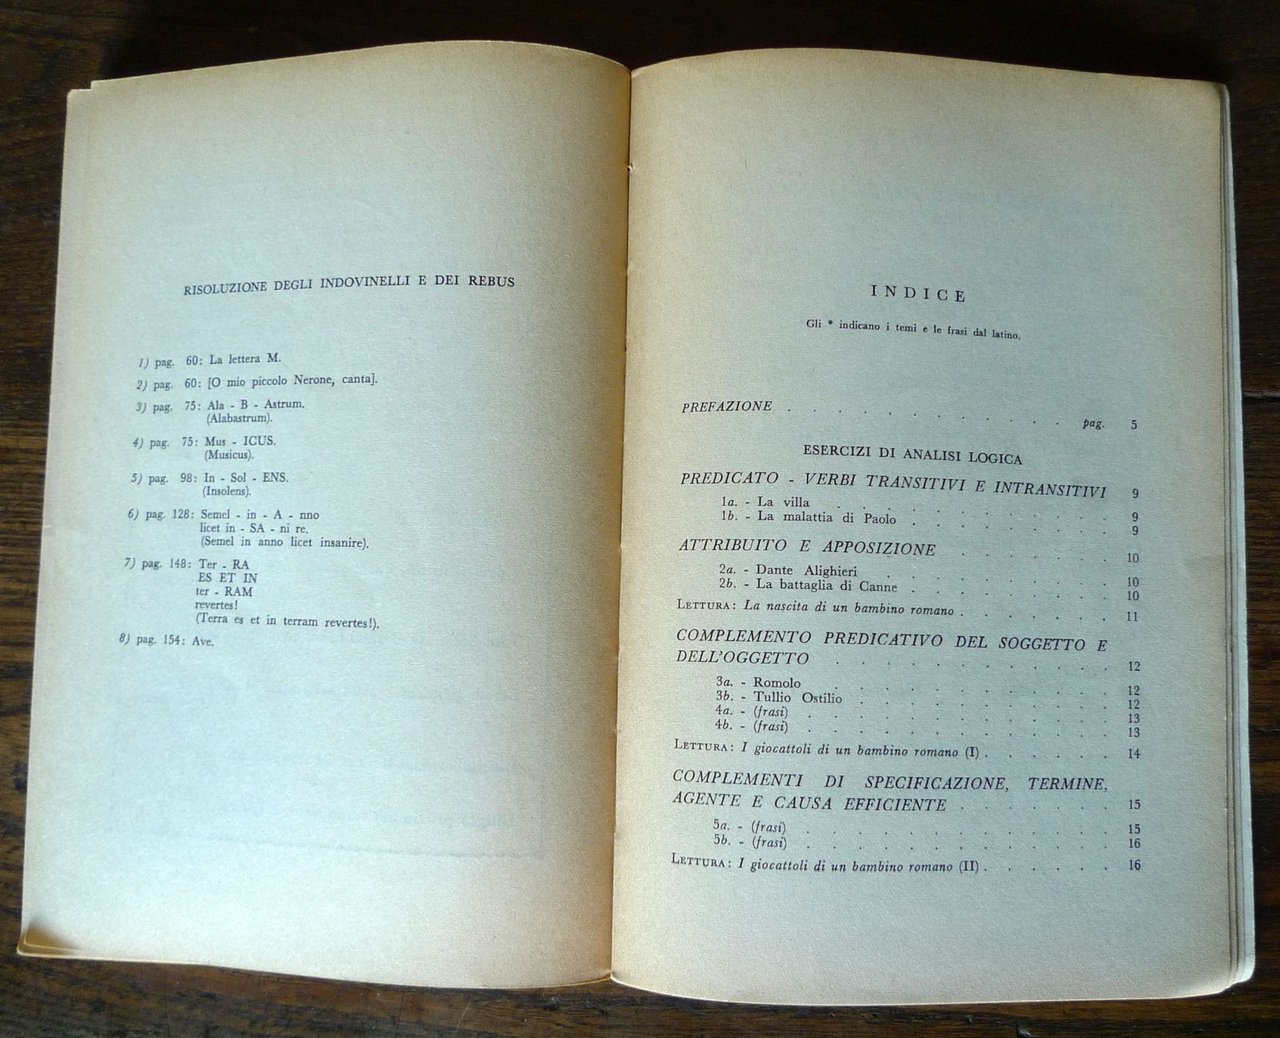 RISOLUZIONE DEGLI INDOVINELLI E DEI REBUS
1) pag. 60: La lettera M.
2) pag. 60: [O mio piccolo Nerone, canta].
3) pag. 75: Ala - B - Astrum.
(Alabastrum).
4) pag. 75: Mus - ICUS.
(Musicus).
5) pag. 98: In - Sol - ENS.
(Insolens).
6) pag. 128: Semel - in - A - nno
licet in - SA - ni re.
(Semel in anno licet insanire).
7) pag. 148: Ter - RA
ES ET IN
ter - RAM
revertes!
(Terra es et in terram revertes!).
8) pag. 154: Ave.
INDICE
Gli * indicano i temi e le frasi dal latino.
PREFAZIONE . . . . . . . . . . . . pag. 5
ESERCIZI DI ANALISI LOGICA
PREDICATO - VERBI TRANSITIVI E INTRANSITIVI 9
1a. - La villa . . . . . . . . . . . . 9
1b. - La malattia di Paolo . . . . . . . . . 9
ATTRIBUITO E APPOSIZIONE . . . . . . . 10
2a. - Dante Alighieri . . . . . . . . . . 10
2b. - La battaglia di Canne . . . . . . . . 10
LETTURA: La nascita di un bambino romano . . . . . . . 11
COMPLEMENTO PREDICATIVO DEL SOGGETTO E
DELL'OGGETTO . . . . . . . . . . . . 12
3a. - Romolo . . . . . . . . . . . . 12
3b. - Tullio Ostilio . . . . . . . . . . . 12
4a. - (frasi) . . . . . . . . . . . . . 13
4b. - (frasi) . . . . . . . . . . . . . 13
LETTURA: I giocattoli di un bambino romano (I) . . . . . . 14
COMPLEMENTI DI SPECIFICAZIONE, TERMINE,
AGENTE E CAUSA EFFICIENTE . . . . . . . 15
5a. - (frasi) . . . . . . . . . . . . . 15
5b. - (frasi) . . . . . . . . . . . . . 16
LETTURA: I giocattoli di un bambino romano (II) . . . . . . 16